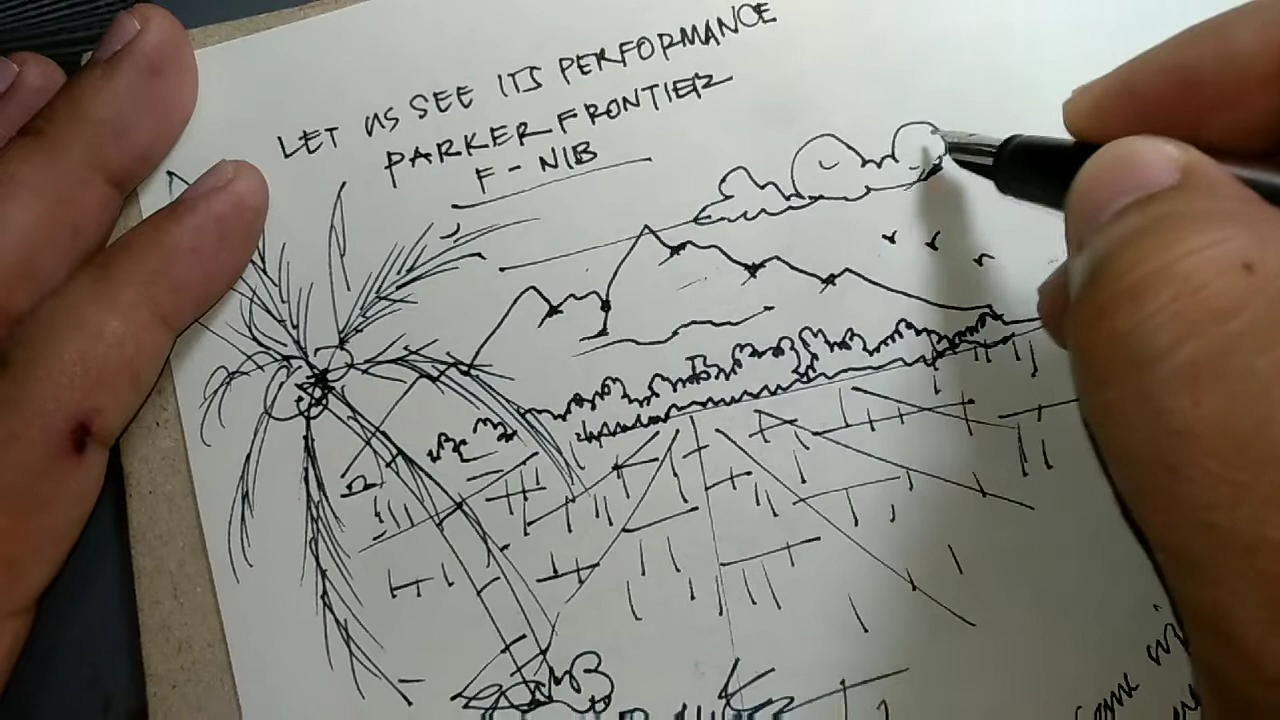 LET US SEE ITS PERFORMANCE
PARKER FRONTIER
F - NIB